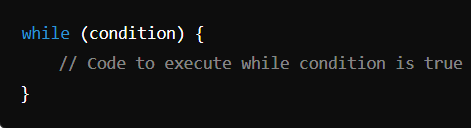 while (condition) {
    // Code to execute while condition is true
}